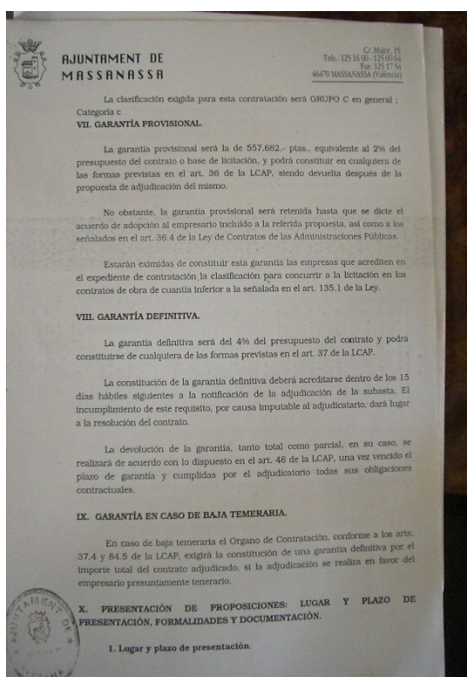 AJUNTAMENT DE
MASSANASSA
C/. Major, 15
Tels.: 125 16 00 - 125 00 64
Fax: 125 17 54
46470 MASSANASSA (València)
La clasificación exigida para esta contratación será GRUPO C en general ;
Categoría c
VII. GARANTÍA PROVISIONAL.
La garantía provisional será la de 557.682.- ptas., equivalente al 2% del
presupuesto del contrato o base de licitación, y podrá constituir en cualquiera de
las formas previstas en el art. 36 de la LCAP, siendo devuelta después de la
propuesta de adjudicación del mismo.
No obstante, la garantía provisional será retenida hasta que se dicte el
acuerdo de adopción al empresario incluido a la referida propuesta, así como a los
señalados en el art. 36.4 de la Ley de Contratos de las Administraciones Públicas.
Estarán eximidas de constituir esta garantía las empresas que acrediten en
el expediente de contratación la clasificación para concurrir a la licitación en los
contratos de obra de cuantía inferior a la señalada en el art. 135.1 de la Ley.
VIII. GARANTÍA DEFINITIVA.
La garantía definitiva será del 4% del presupuesto del contrato y podrá
constituirse de cualquiera de las formas previstas en el art. 37 de la LCAP.
La constitución de la garantía definitiva deberá acreditarse dentro de los 15
días hábiles siguientes a la notificación de la adjudicación de la subasta. El
incumplimiento de este requisito, por causa imputable al adjudicatario, dará lugar
a la resolución del contrato.
La devolución de la garantía, tanto total como parcial, en su caso, se
realizará de acuerdo con lo dispuesto en el art. 48 de la LCAP, una vez vencido el
plazo de garantía y cumplidas por el adjudicatorio todas sus obligaciones
contractuales.
IX. GARANTÍA EN CASO DE BAJA TEMERARIA.
En caso de baja temeraria el Organo de Contratación, conforme a los arts.
37.4 y 84.5 de la LCAP, exigirá la constitución de una garantía definitiva por el
importe total del contrato adjudicado, si la adjudicación se realiza en favor del
empresario presuntamente tenerario.
X. PRESENTACIÓN DE PROPOSICIONES: LUGAR Y PLAZO DE
PRESENTACIÓN, FORMALIDADES Y DOCUMENTACIÓN.
1. Lugar y plazo de presentación.
AJUNTAMENT DE